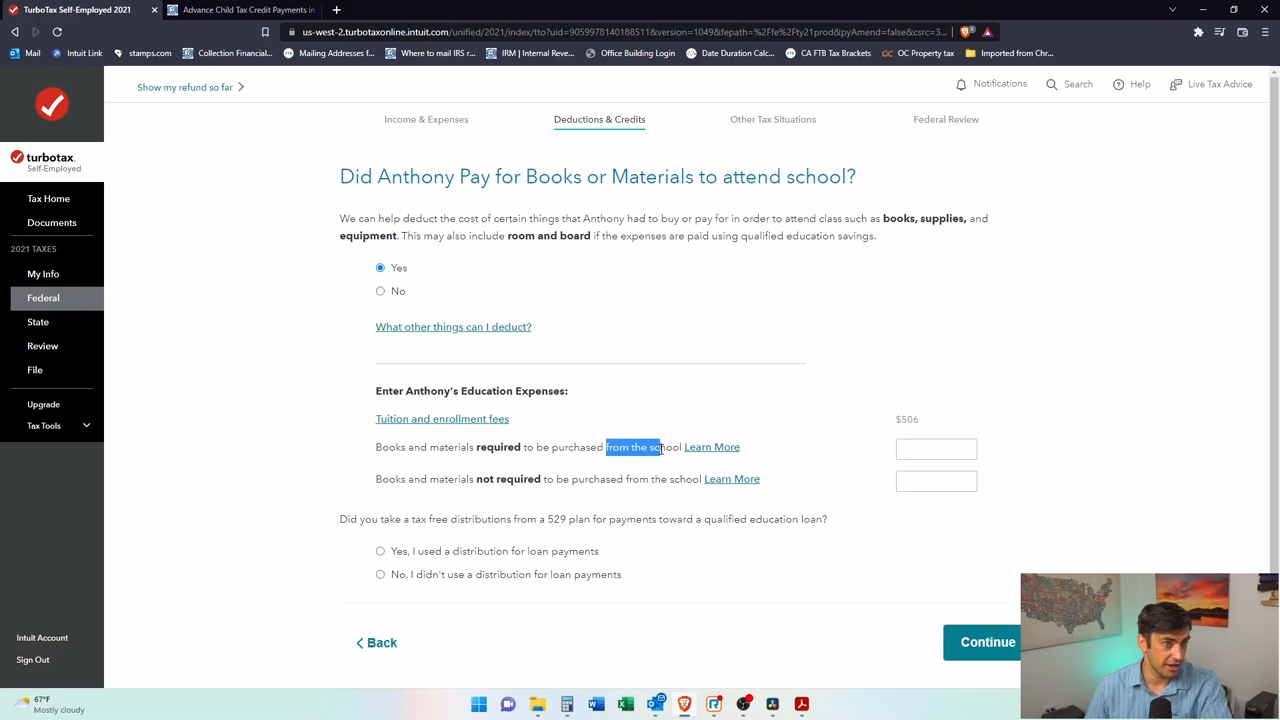 TurboTax Self-Employed 2021
Advance Child Tax Credit Payments in
us-west-2.turbotaxonline.intuit.com/unified/2021/index/tto?uid=9059978140188511&version=1049&fepath=%2Ffe%2Fty21prod&pyAmend=false&csrc=3...
Mail
Intuit Link
stamps.com
Collection Financial...
Mailing Addresses f...
Where to mail IRS r...
IRM | Internal Reve...
Office Building Login
Date Duration Calc...
CA FTB Tax Brackets
OC Property tax
Imported from Chr...
Show my refund so far
Notifications
Search
Help
Live Tax Advice
Income & Expenses
Deductions & Credits
Other Tax Situations
Federal Review
turbotax
Self-Employed
Tax Home
Documents
2021 TAXES
My Info
Federal
State
Review
File
Upgrade
Tax Tools
Intuit Account
Sign Out
Did Anthony Pay for Books or Materials to attend school?
We can help deduct the cost of certain things that Anthony had to buy or pay for in order to attend class such as books, supplies, and
equipment. This may also include room and board if the expenses are paid using qualified education savings.
Yes
No
What other things can I deduct?
Enter Anthony's Education Expenses:
Tuition and enrollment fees $506
Books and materials required to be purchased from the school Learn More
Books and materials not required to be purchased from the school Learn More
Did you take a tax free distributions from a 529 plan for payments toward a qualified education loan?
Yes, I used a distribution for loan payments
No, I didn't use a distribution for loan payments
Back
Continue
67°F
Mostly cloudy